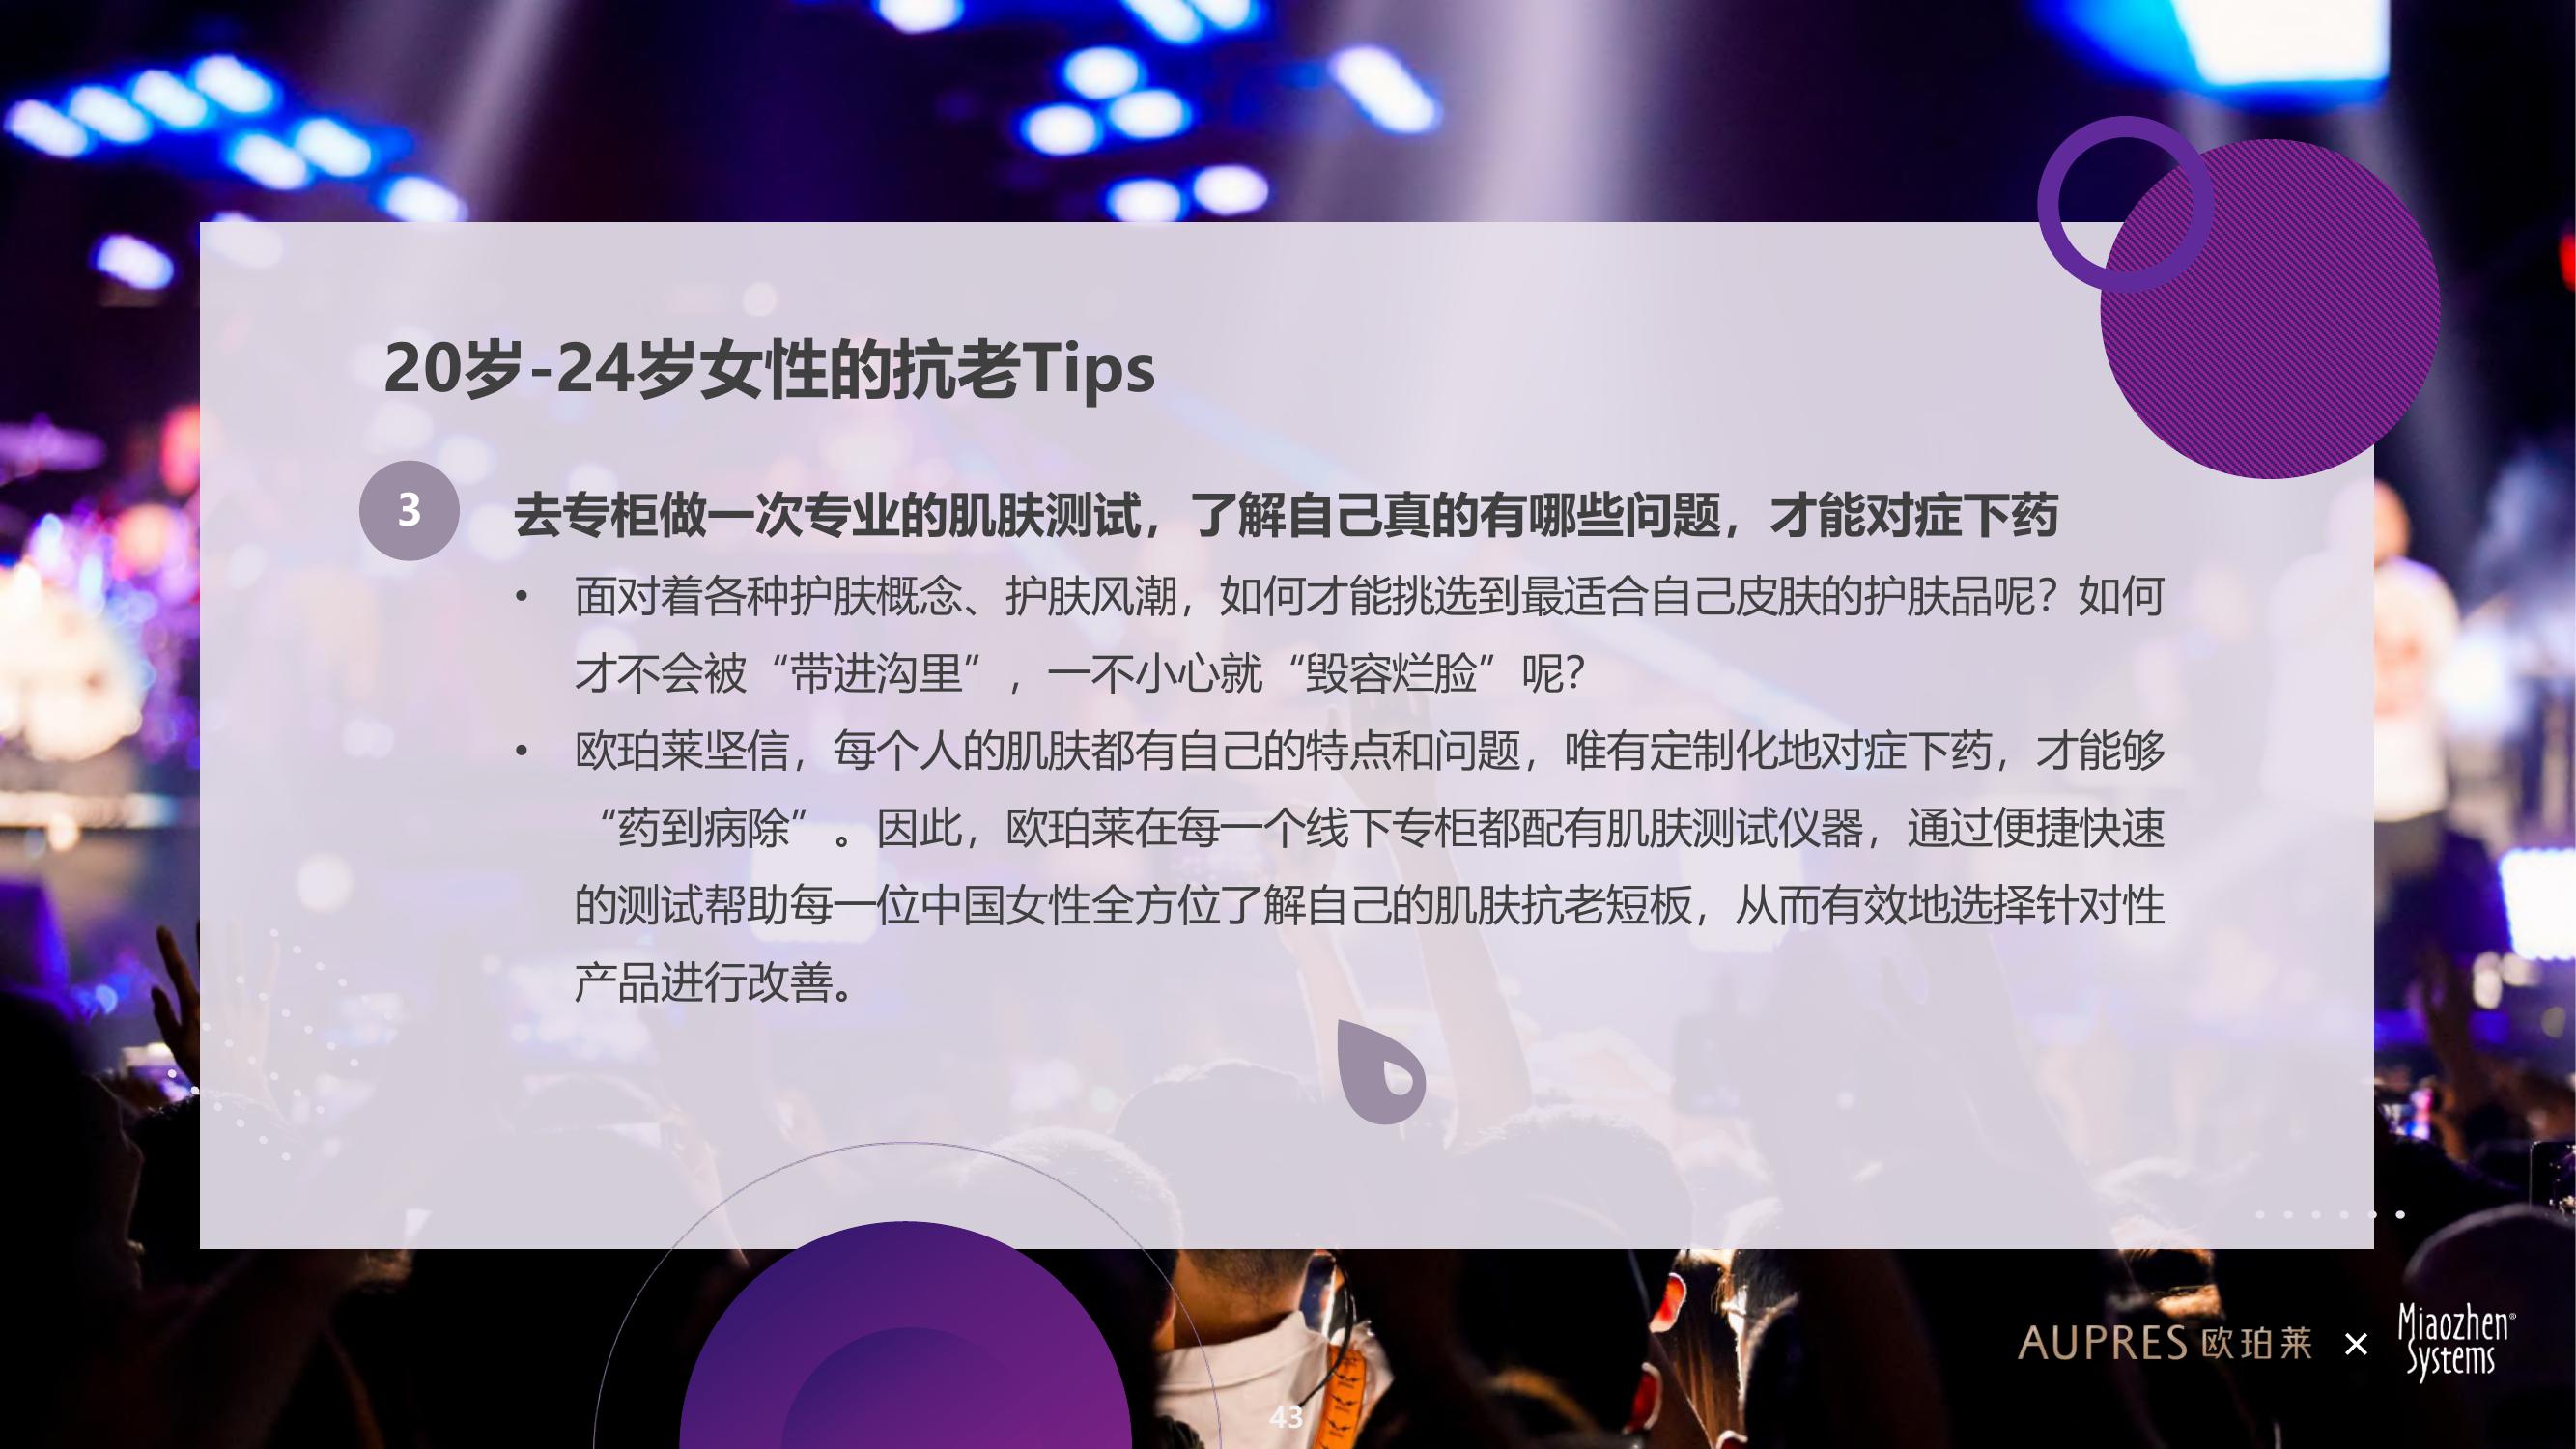 20岁-24岁女性的抗老Tips
3
去专柜做一次专业的肌肤测试，了解自己真的有哪些问题，才能对症下药
• 面对着各种护肤概念、护肤风潮，如何才能挑选到最适合自己皮肤的护肤品呢？如何
才不会被“带进沟里”，一不小心就“毁容烂脸”呢？
• 欧珀莱坚信，每个人的肌肤都有自己的特点和问题，唯有定制化地对症下药，才能够
“药到病除”。因此，欧珀莱在每一个线下专柜都配有肌肤测试仪器，通过便捷快速
的测试帮助每一位中国女性全方位了解自己的肌肤抗老短板，从而有效地选择针对性
产品进行改善。
AUPRES 欧珀莱 × Miaozhen®
Systems
43